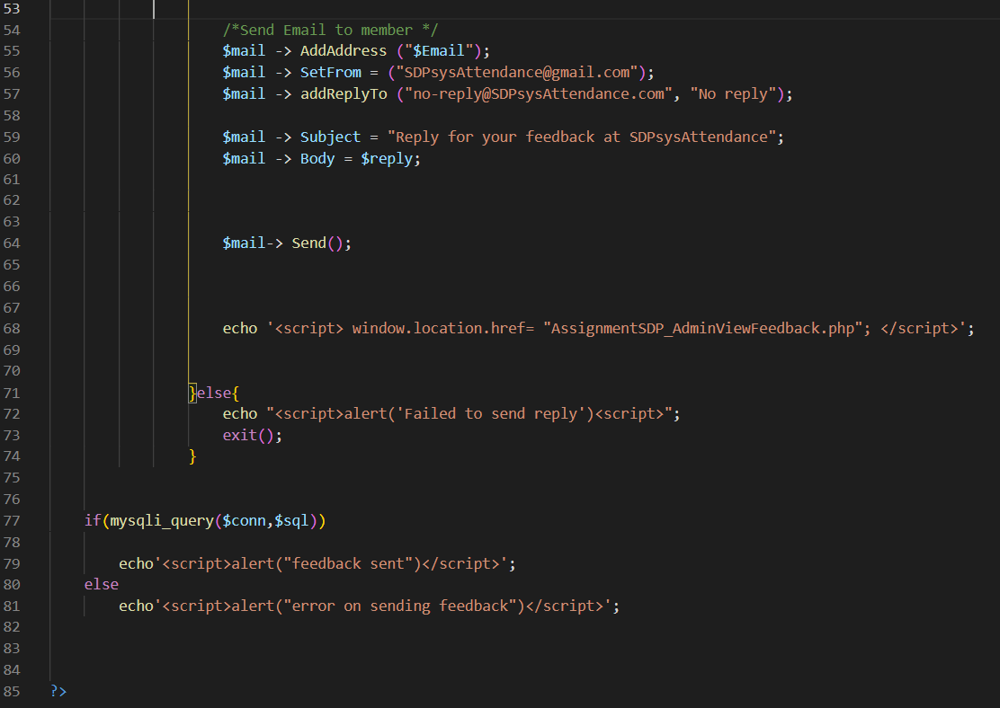 53
54 /*Send Email to member */
55 $mail -> AddAddress ("$Email");
56 $mail -> SetFrom = ("SDPsysAttendance@gmail.com");
57 $mail -> addReplyTo ("no-reply@SDPsysAttendance.com", "No reply");
58
59 $mail -> Subject = "Reply for your feedback at SDPsysAttendance";
60 $mail -> Body = $reply;
61
62
63
64 $mail-> Send();
65
66
67
68 echo '<script> window.location.href= "AssignmentSDP_AdminViewFeedback.php"; </script>';
69
70
71 }else{
72 echo "<script>alert('Failed to send reply')<script>";
73 exit();
74 }
75
76
77 if(mysqli_query($conn,$sql))
78
79 echo'<script>alert("feedback sent")</script>';
80 else
81 echo'<script>alert("error on sending feedback")</script>';
82
83
84
85 ?>